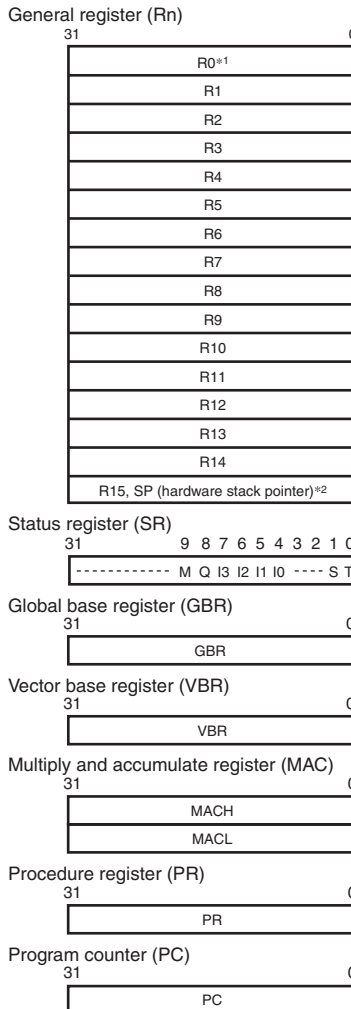 General register (Rn)
31 0
R0*1
R1
R2
R3
R4
R5
R6
R7
R8
R9
R10
R11
R12
R13
R14
R15, SP (hardware stack pointer)*2
Status register (SR)
31 9 8 7 6 5 4 3 2 1 0
------------ M Q I3 I2 I1 I0 ---- S T
Global base register (GBR)
31 0
GBR
Vector base register (VBR)
31 0
VBR
Multiply and accumulate register (MAC)
31 0
MACH
MACL
Procedure register (PR)
31 0
PR
Program counter (PC)
31 0
PC